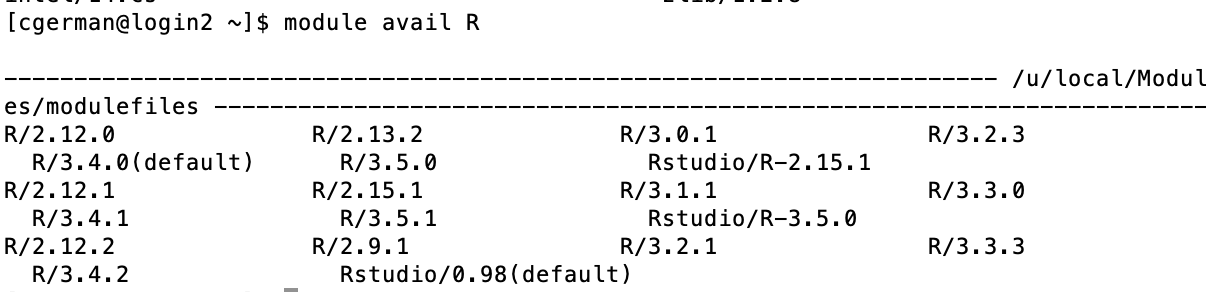 [cgerman@login2 ~]$ module avail R
---------------------------------------------------------------------- /u/local/Modul
es/modulefiles ----------------------------------------------------------------------
R/2.12.0 R/2.13.2 R/3.0.1 R/3.2.3
R/3.4.0(default) R/3.5.0 Rstudio/R-2.15.1
R/2.12.1 R/2.15.1 R/3.1.1 R/3.3.0
R/3.4.1 R/3.5.1 Rstudio/R-3.5.0
R/2.12.2 R/2.9.1 R/3.2.1 R/3.3.3
R/3.4.2 Rstudio/0.98(default)